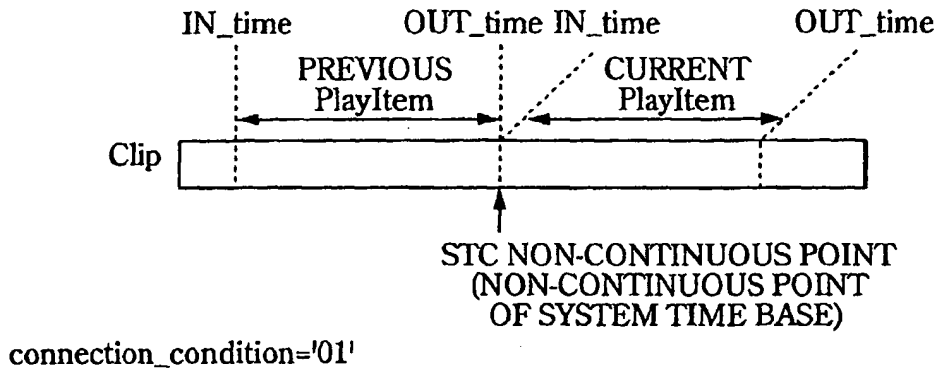 IN_time OUT_time IN_time OUT_time
PREVIOUS
PlayItem
CURRENT
PlayItem
Clip
STC NON-CONTINUOUS POINT
(NON-CONTINUOUS POINT
OF SYSTEM TIME BASE)
connection_condition='01'